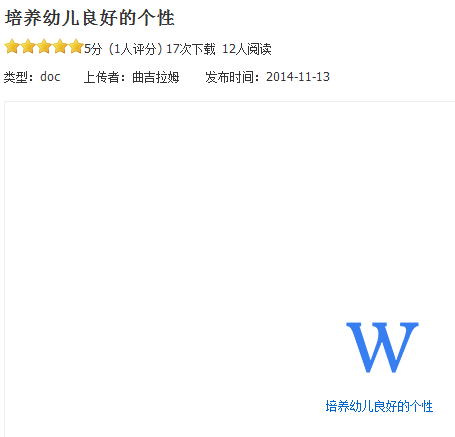 培养幼儿良好的个性
5分 (1人评分) 17次下载 12人阅读
类型：doc 上传者：曲吉拉姆 发布时间：2014-11-13
W
培养幼儿良好的个性